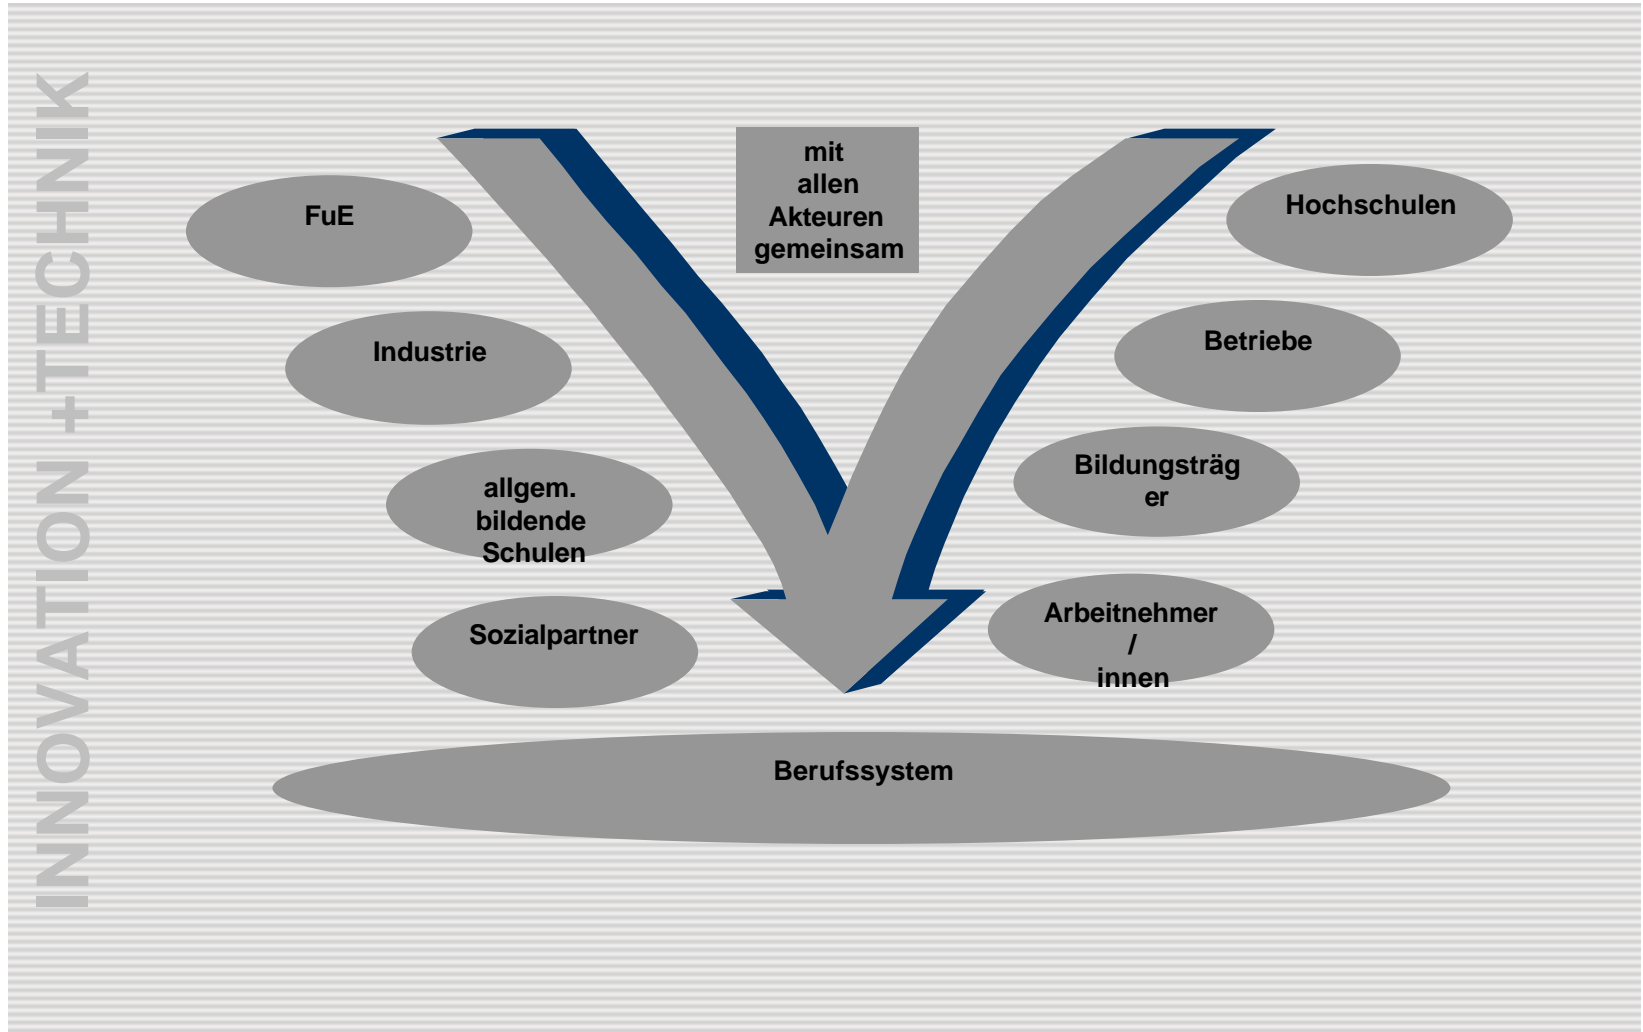 INNOVATION +TECHNIK
mit
allen
Akteuren
gemeinsam
FuE
Hochschulen
Industrie
Betriebe
allgem.
bildende
Schulen
Bildungsträg
er
Sozialpartner
Arbeitnehmer
/
innen
Berufssystem